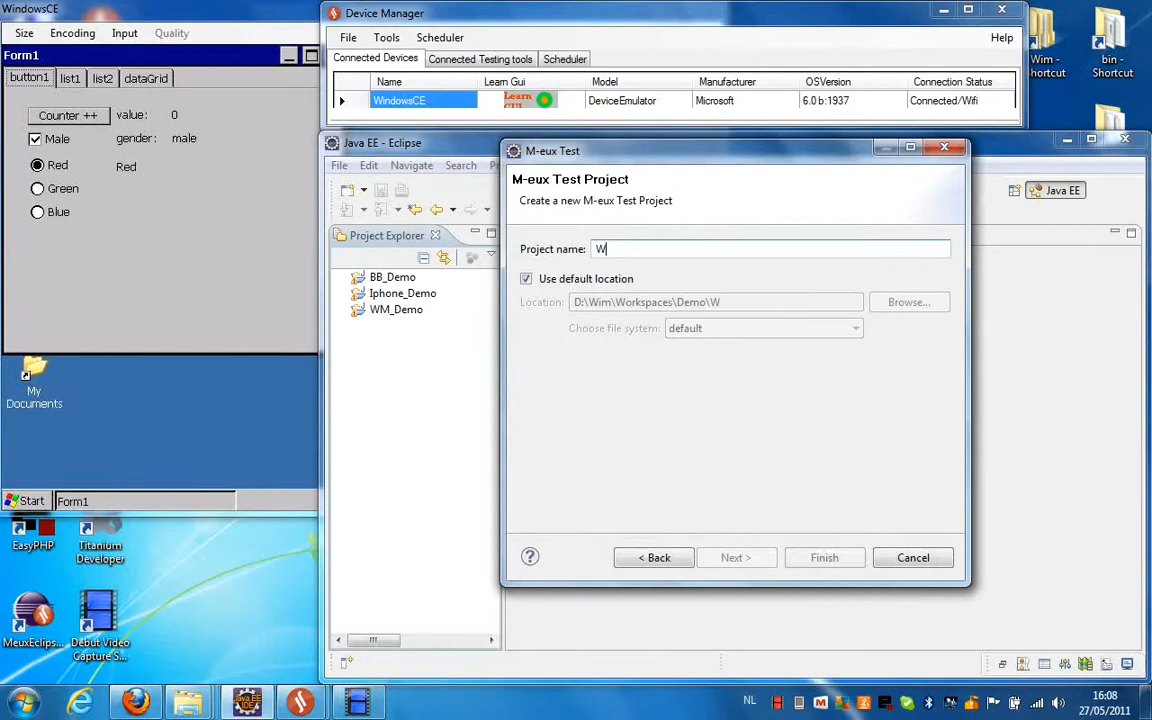 WindowsCE
Size Encoding Input Quality
Form1
button1 list1 list2 dataGrid
Counter ++ value: 0
Male gender: male
Red Red
Green
Blue
My
Documents
Start Form1
EasyPHP Titanium
Developer
MeuxEclips... Debut Video
Capture S...
Device Manager
File Tools Scheduler Help
Connected Devices Connected Testing tools Scheduler
Name Learn Gui Model Manufacturer OSVersion Connection Status
WindowsCE Learn DeviceEmulator Microsoft 6.0 b:1937 Connected/Wifi
Wim -
Shortcut
bin -
Shortcut
Java EE - Eclipse
File Edit Navigate Search
Java EE
Project Explorer
BB_Demo
Iphone_Demo
WM_Demo
M-eux Test
M-eux Test Project
Create a new M-eux Test Project
Project name: W
Use default location
Location: D:\Wim\Workspaces\Demo\W Browse...
Choose file system: default
< Back Next > Finish Cancel
Java EE
IDE
NL 16:08
27/05/2011